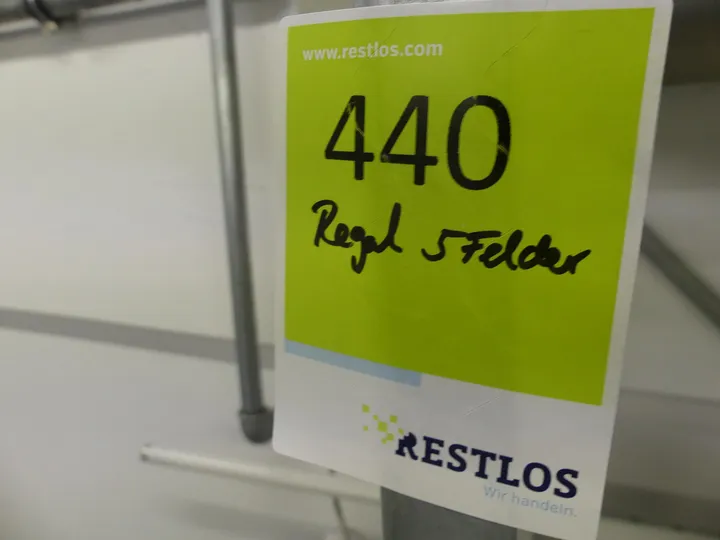 www.restlos.com
440
Regal 5 Felder
RESTLOS
Wir handeln.